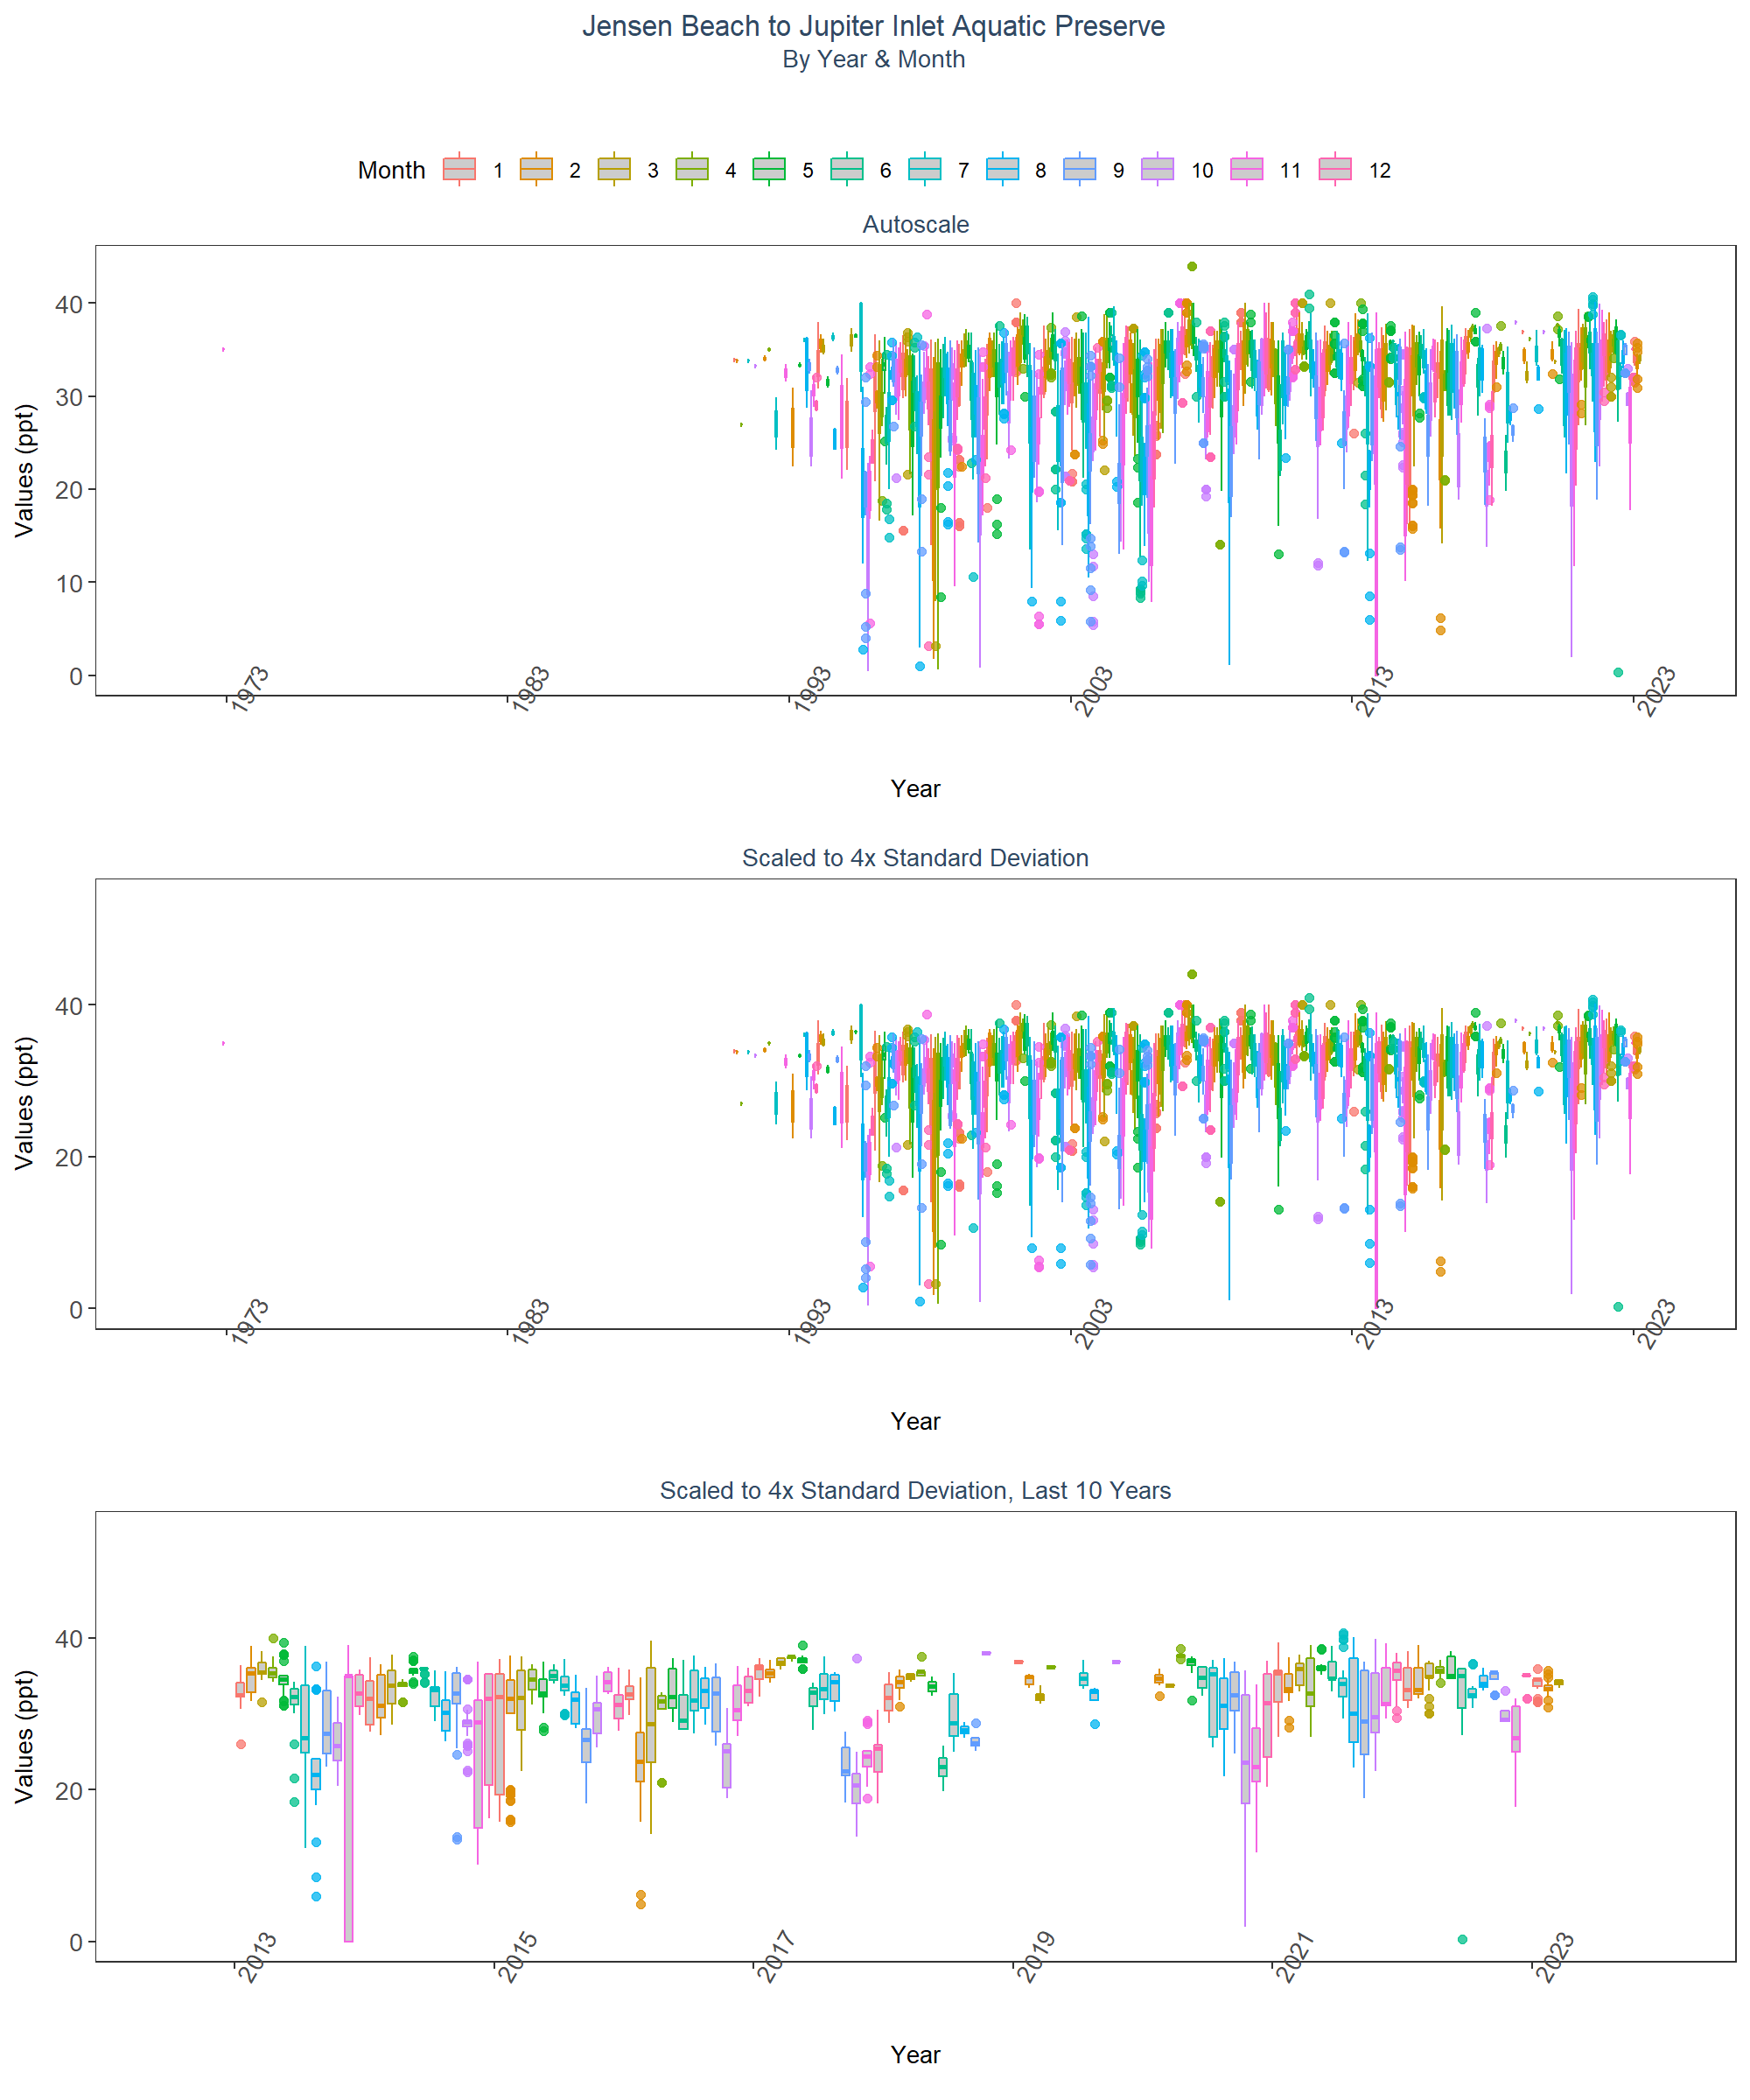 Jensen Beach to Jupiter Inlet Aquatic Preserve
By Year & Month
Month 1 2 3 4 5 6 7 8 9 10 11 12
Autoscale
Values (ppt)
40
30
20
10
0
1973 1983 1993 2003 2013 2023
Year
Scaled to 4x Standard Deviation
Values (ppt)
40
20
0
1973 1983 1993 2003 2013 2023
Year
Scaled to 4x Standard Deviation, Last 10 Years
Values (ppt)
40
20
0
2013 2015 2017 2019 2021 2023
Year